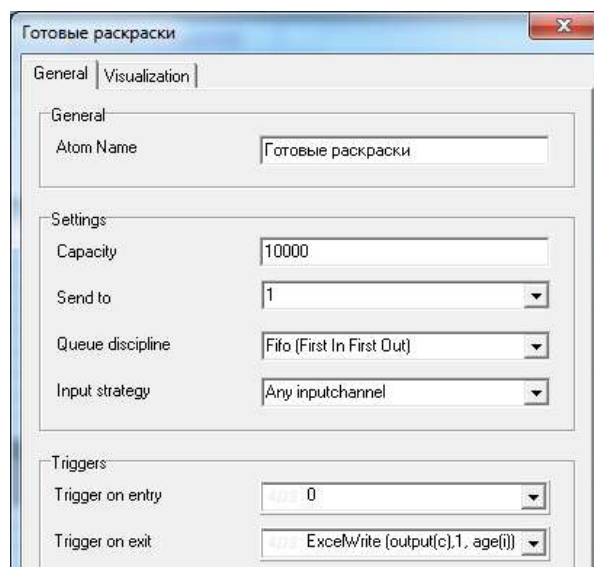 Готовые раскраски
General Visualization
General
Atom Name Готовые раскраски
Settings
Capacity 10000
Send to 1
Queue discipline Fifo (First In First Out)
Input strategy Any inputchannel
Triggers
Trigger on entry 4DS 0
Trigger on exit 4DS ExcelWrite (output(c),1, age(i))